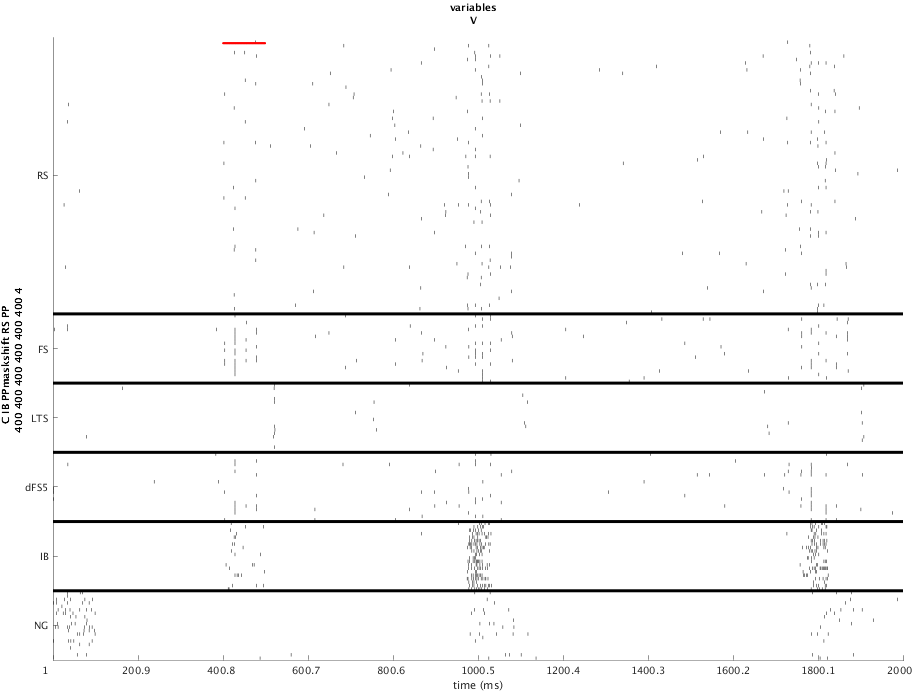 variables
V
C IB PPmaskshift RS PP
400 400 400 400 400 400 4
RS
FS
LTS
dFS5
IB
NG
1 200.9 400.8 600.7 800.6 1000.5 1200.4 1400.3 1600.2 1800.1 2000
time (ms)